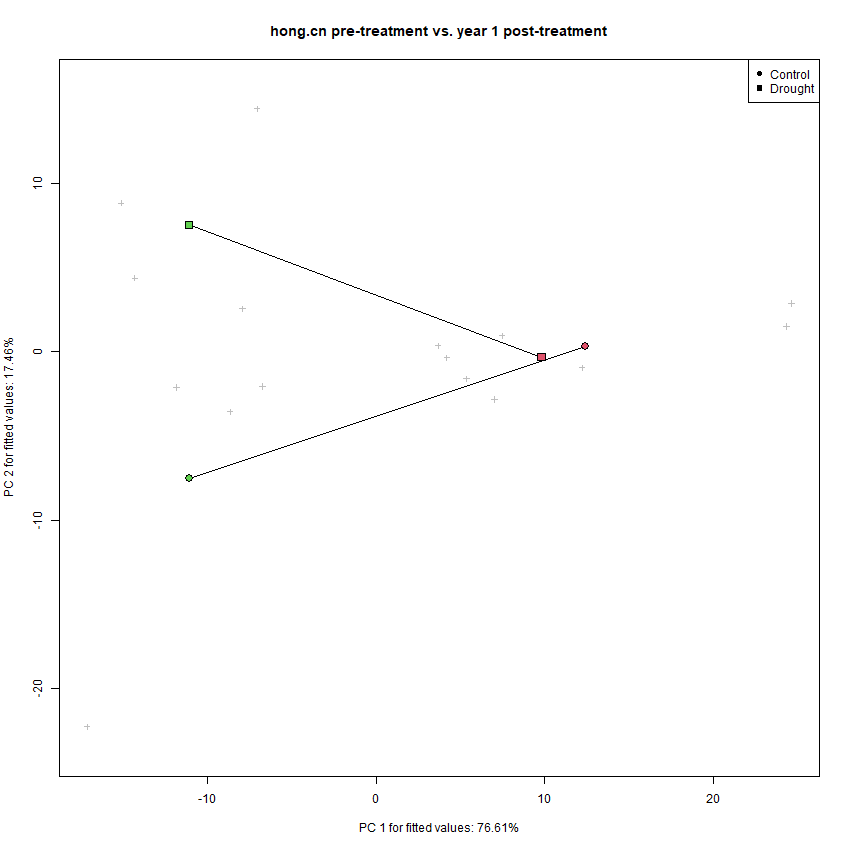 hong.cn pre-treatment vs. year 1 post-treatment
Control
Drought
10
0
-10
-20
PC 2 for fitted values: 17.46%
-10
0
10
20
PC 1 for fitted values: 76.61%